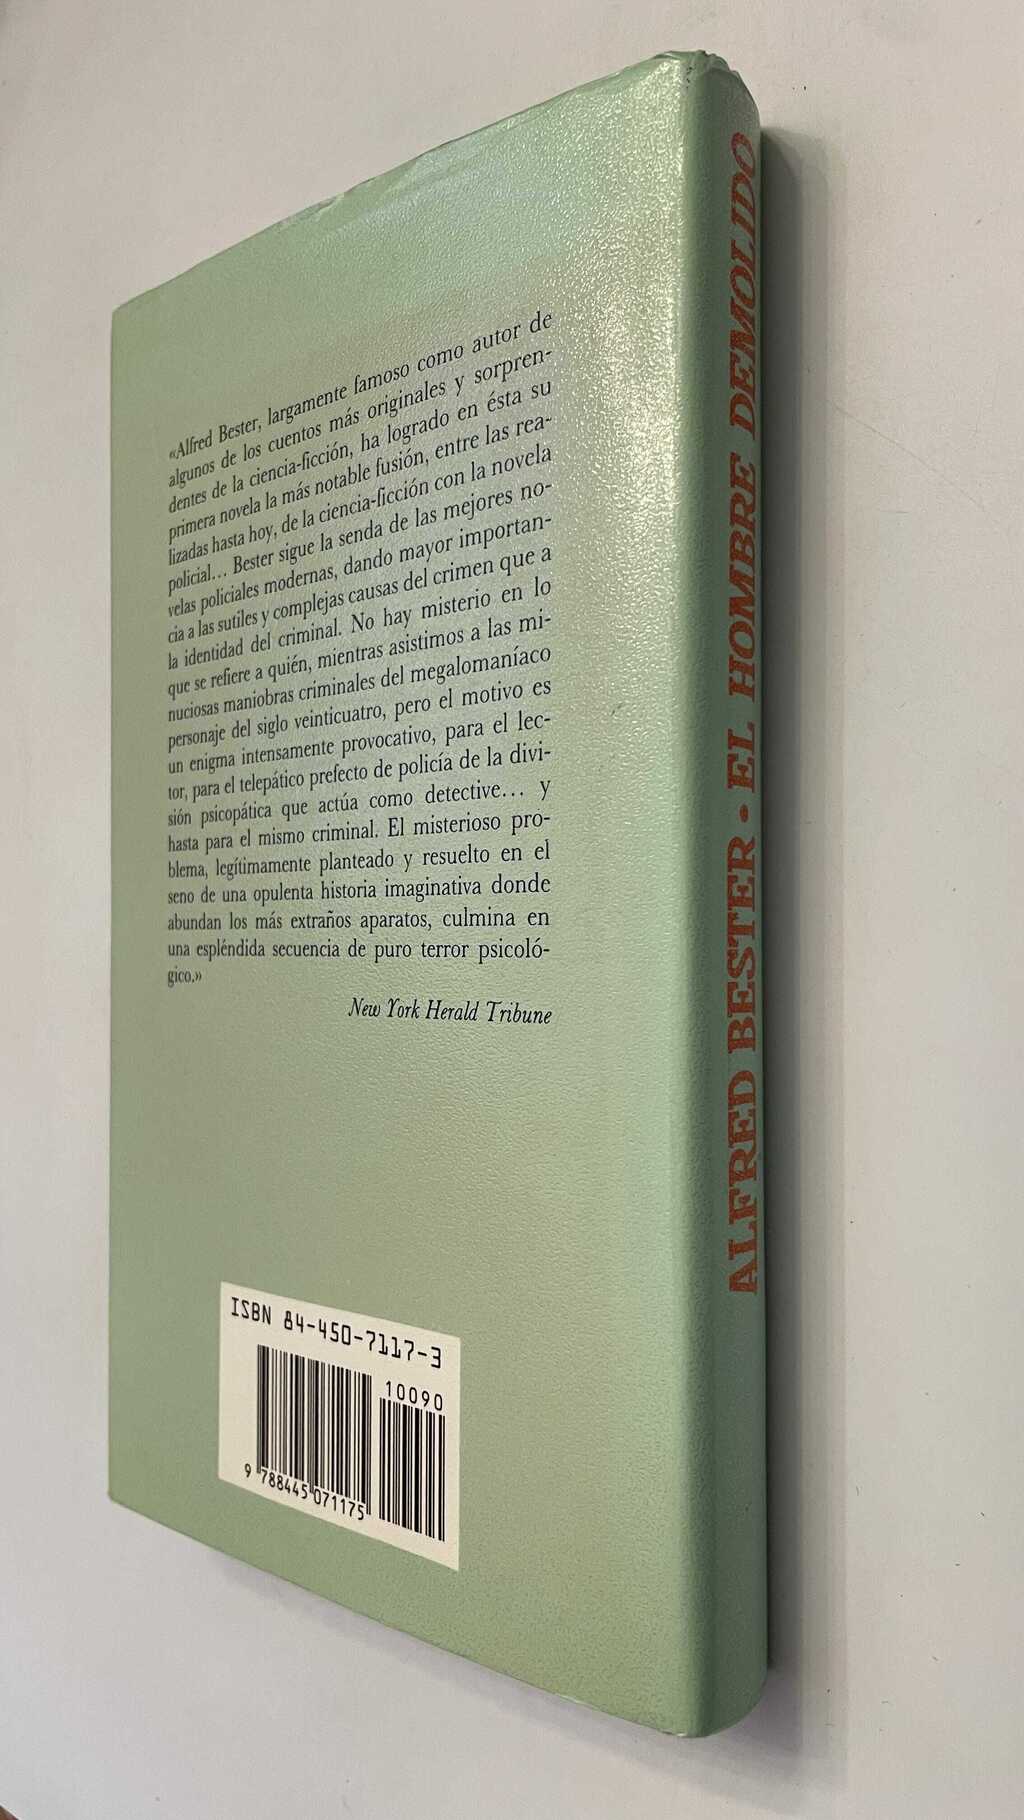 «Alfred Bester, largamente famoso como autor de
algunos de los cuentos más originales y sorpren-
dentes de la ciencia-ficción, ha logrado en ésta su
primera novela la más notable fusión, entre las rea-
lizadas hasta hoy, de la ciencia-ficción con la novela
policial... Bester sigue la senda de las mejores no-
velas policiales modernas, dando mayor importan-
cia a las sutiles y complejas causas del crimen que a
la identidad del criminal. No hay misterio en lo
que se refiere a quién, mientras asistimos a las mi-
nuciosas maniobras criminales del megalomaníaco
personaje del siglo veinticuatro, pero el motivo es
un enigma intensamente provocativo, para el lec-
tor, para el telepático prefecto de policía de la divi-
sión psicopática que actúa como detective... y
hasta para el mismo criminal. El misterioso pro-
blema, legítimamente planteado y resuelto en el
seno de una opulenta historia imaginativa donde
abundan los más extraños aparatos, culmina en
una espléndida secuencia de puro terror psicoló-
gico.»
New York Herald Tribune
ISBN 84-450-7117-3
10090
9 788445 071175
ALFRED BESTER • EL HOMBRE DEMOLIDO